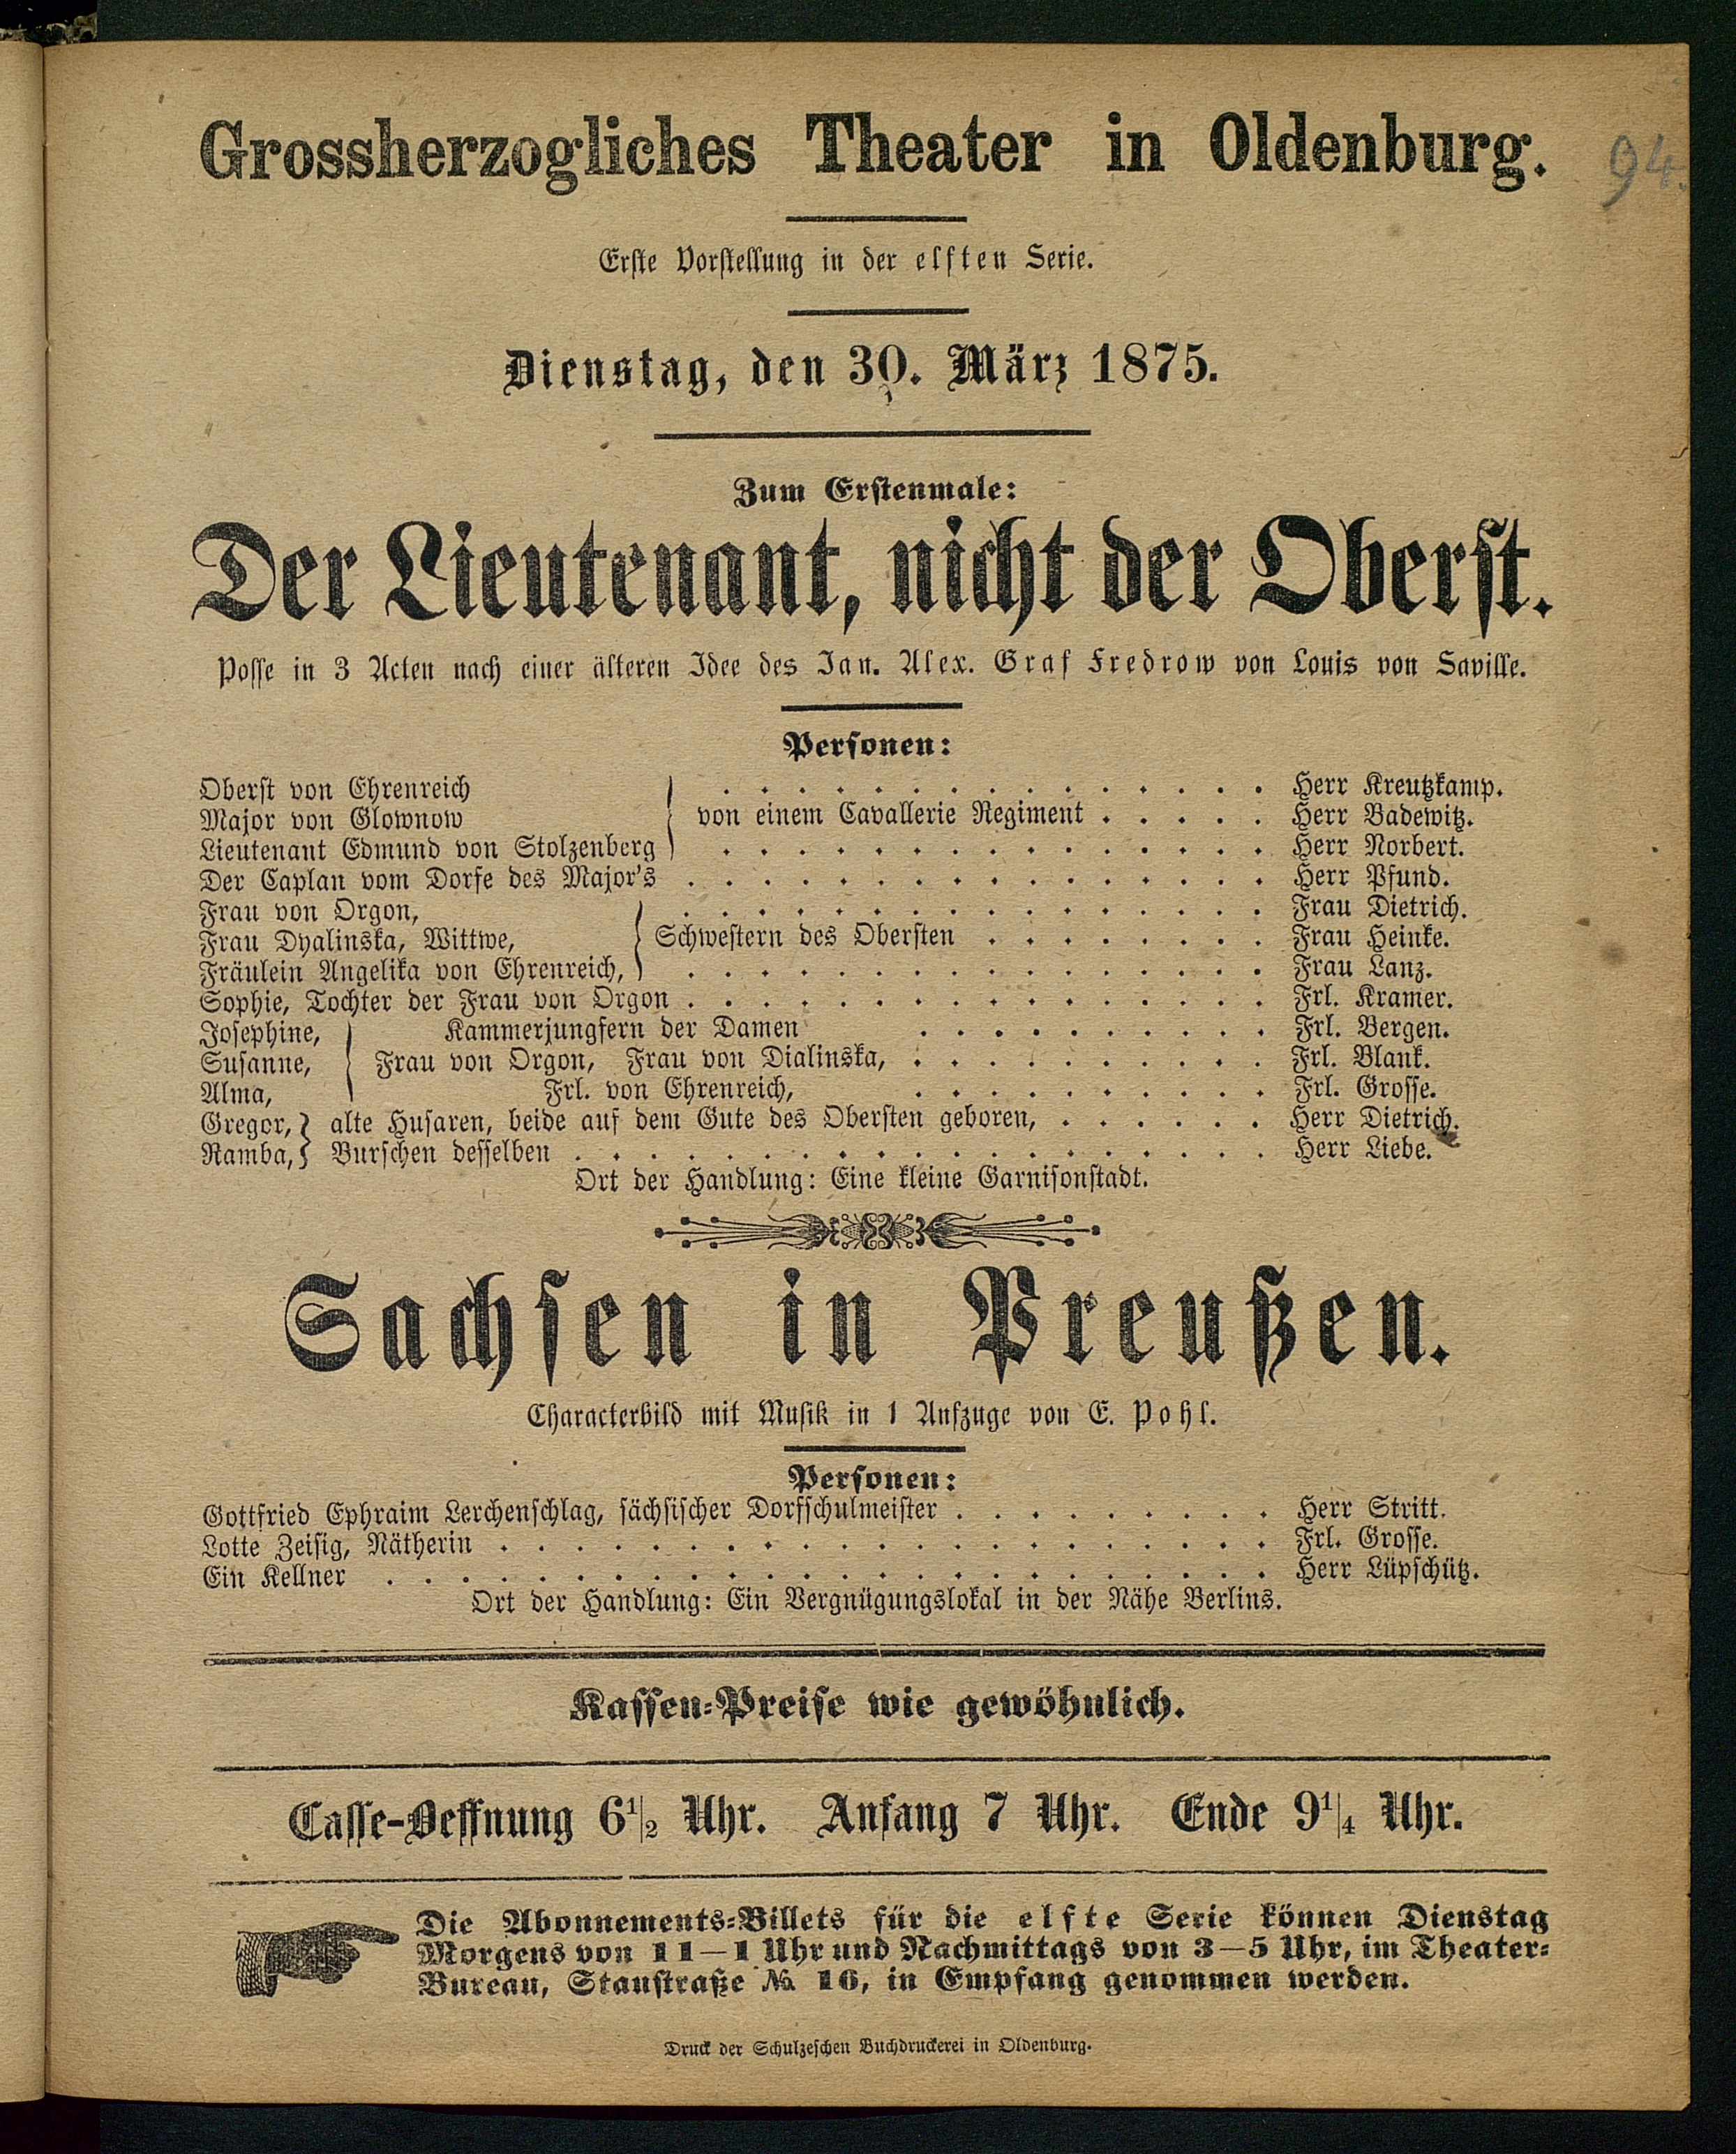 Grossherzogliches Theater in Oldenburg.
94.
Erste Vorstellung in der elften Serie.
Dienstag, den 30. März 1875.
Zum Erstenmale:
Der Lieutenant, nicht der Oberst.
Posse in 3 Acten nach einer älteren Idee des Jan. Alex. Graf Fredrow von Louis von Saville.
Personen:
Oberst von Ehrenreich . . . . . . . . . . . . . . . Herr Kreutzkamp.
Major von Glownow } von einem Cavallerie Regiment . . . . . Herr Badewitz.
Lieutenant Edmund von Stolzenberg . . . . . . . . . . . . . . . Herr Norbert.
Der Caplan vom Dorfe des Major's . . . . . . . . . . . . . . . . Herr Pfund.
Frau von Orgon, . . . . . . . . . . . . . . . . Frau Dietrich.
Frau Dyalinska, Wittwe, } Schwestern des Obersten . . . . . . . . Frau Heinke.
Fräulein Angelika von Ehrenreich, . . . . . . . . . . . . . . . . Frau Lanz.
Sophie, Tochter der Frau von Orgon . . . . . . . . . . . . . . . . Frl. Kramer.
Josephine, Kammerjungfern der Damen . . . . . . . . . . Frl. Bergen.
Susanne, } Frau von Orgon, Frau von Dialinska, . . . . . . . . . . Frl. Blank.
Alma, Frl. von Ehrenreich, . . . . . . . . . . Frl. Grosse.
Gregor, } alte Husaren, beide auf dem Gute des Obersten geboren, . . . . . . Herr Dietrich.
Ramba, } Burschen desselben . . . . . . . . . . . . . . . . . . . Herr Liebe.
Ort der Handlung: Eine kleine Garnisonstadt.
Sachsen in Preußen.
Characterbild mit Musik in 1 Aufzuge von E. Pohl.
Personen:
Gottfried Ephraim Lerchenschlag, sächsischer Dorfschulmeister . . . . . . . . . Herr Stritt.
Lotte Zeisig, Nätherin . . . . . . . . . . . . . . . . . . . . . Frl. Grosse.
Ein Kellner . . . . . . . . . . . . . . . . . . . . . . . . Herr Lüpschütz.
Ort der Handlung: Ein Vergnügungslokal in der Nähe Berlins.
Kassen-Preise wie gewöhnlich.
Casse-Oeffnung 6½ Uhr. Anfang 7 Uhr. Ende 9¼ Uhr.
Die Abonnements-Billets für die elfte Serie können Dienstag
Morgens von 11–1 Uhr und Nachmittags von 3–5 Uhr, im Theater-
Bureau, Staustraße № 16, in Empfang genommen werden.
Druck der Schulzeschen Buchdruckerei in Oldenburg.